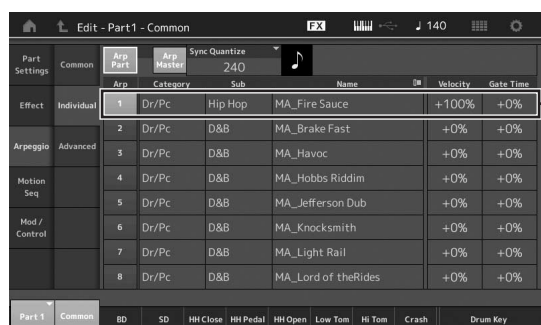 Edit - Part1 - Common FX ♩ 140
Part Settings Common Arp Part Arp Master Sync Quantize 240
Arp Category Sub Name Velocity Gate Time
Effect Individual 1 Dr/Pc Hip Hop MA_Fire Sauce +100% +0%
2 Dr/Pc D&B MA_Brake Fast +0% +0%
Arpeggio Advanced 3 Dr/Pc D&B MA_Havoc +0% +0%
Motion Seq 4 Dr/Pc D&B MA_Hobbs Riddim +0% +0%
5 Dr/Pc D&B MA_Jefferson Dub +0% +0%
Mod / Control 6 Dr/Pc D&B MA_Knocksmith +0% +0%
7 Dr/Pc D&B MA_Light Rail +0% +0%
8 Dr/Pc D&B MA_Lord of theRides +0% +0%
Part 1 Common BD SD HH Close HH Pedal HH Open Low Tom Hi Tom Crash Drum Key